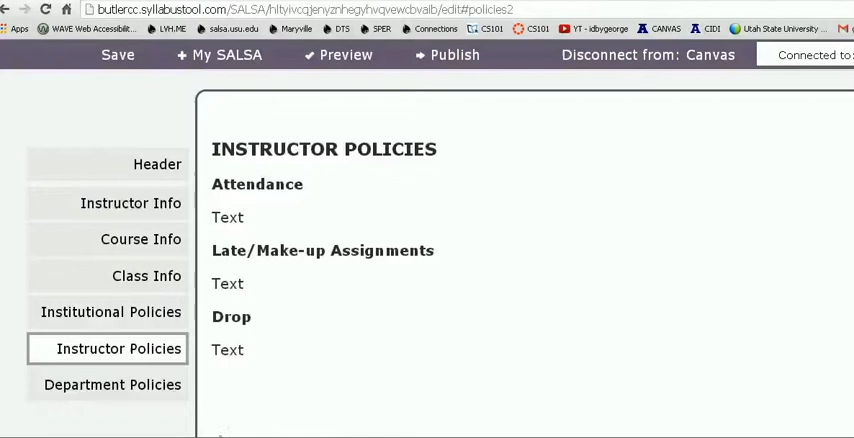 butlercc.syllabustool.com/SALSA/hltyivcqjenyznhegyhvqvewcbvaib/edit#policies2
Apps WAVE Web Accessibilit... LVH.ME salsa.usu.edu Maryville DTS SPER Connections CS101 CS101 YT - idbygeorge CANVAS CIDI Utah State University ...
Save + My SALSA Preview Publish Disconnect from: Canvas Connected to:
INSTRUCTOR POLICIES
Attendance
Text
Late/Make-up Assignments
Text
Drop
Text
Header
Instructor Info
Course Info
Class Info
Institutional Policies
Instructor Policies
Department Policies